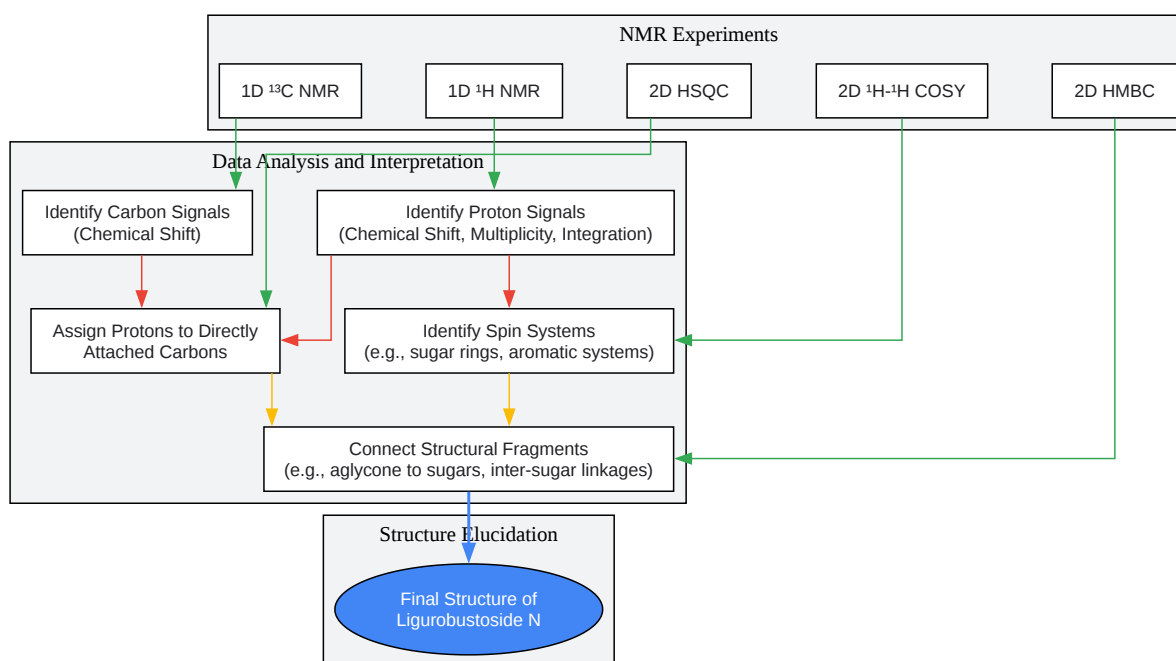 NMR Experiments
1D ¹³C NMR
1D ¹H NMR
2D HSQC
2D ¹H-¹H COSY
2D HMBC
Data Analysis and Interpretation
Identify Carbon Signals
(Chemical Shift)
Identify Proton Signals
(Chemical Shift, Multiplicity, Integration)
Assign Protons to Directly
Attached Carbons
Identify Spin Systems
(e.g., sugar rings, aromatic systems)
Connect Structural Fragments
(e.g., aglycone to sugars, inter-sugar linkages)
Structure Elucidation
Final Structure of
Ligurobustoside N